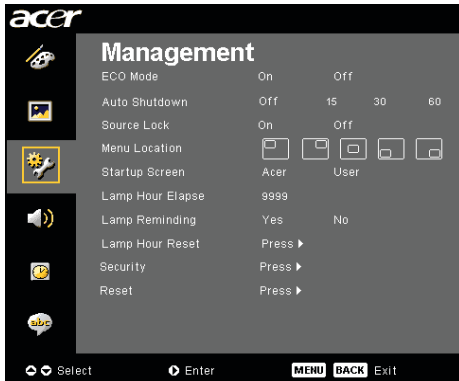 acer
Management
ECO Mode On Off
Auto Shutdown Off 15 30 60
Source Lock On Off
Menu Location
Startup Screen Acer User
Lamp Hour Elapse 9999
Lamp Reminding Yes No
Lamp Hour Reset Press
Security Press
Reset Press
abc
Select Enter MENU BACK Exit